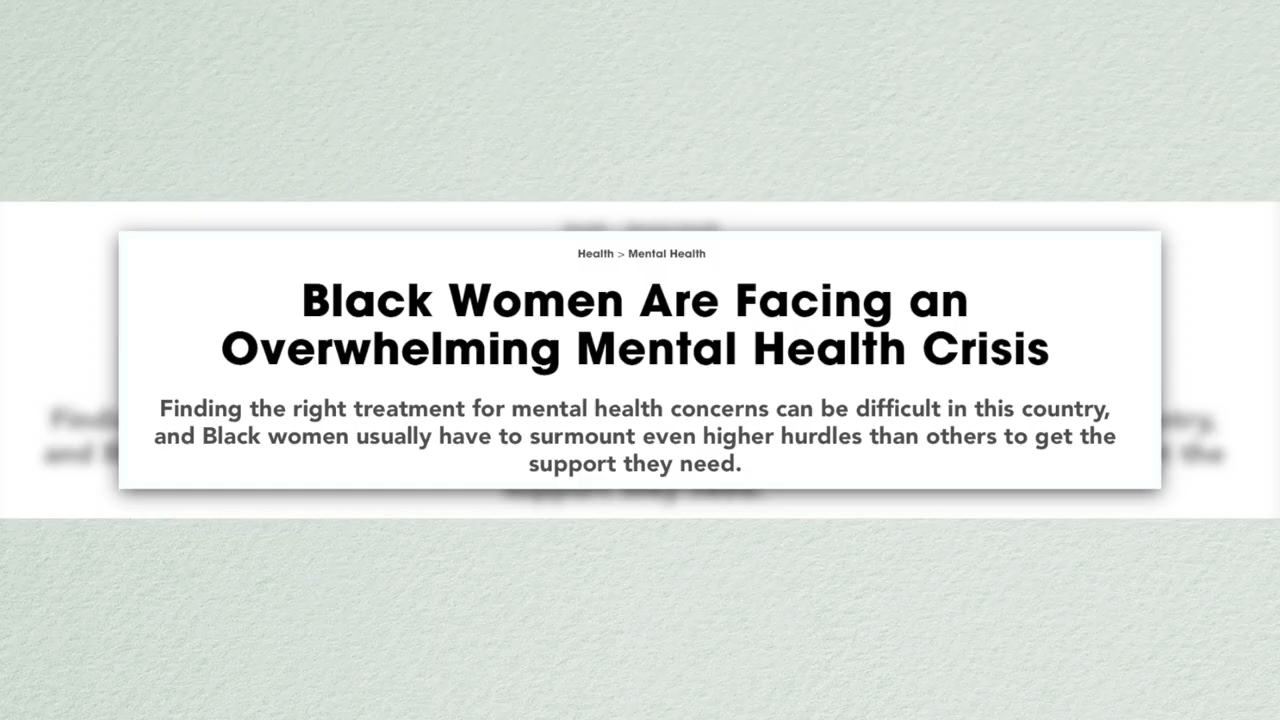 Health > Mental Health
Black Women Are Facing an
Overwhelming Mental Health Crisis
Finding the right treatment for mental health concerns can be difficult in this country,
and Black women usually have to surmount even higher hurdles than others to get the
support they need.